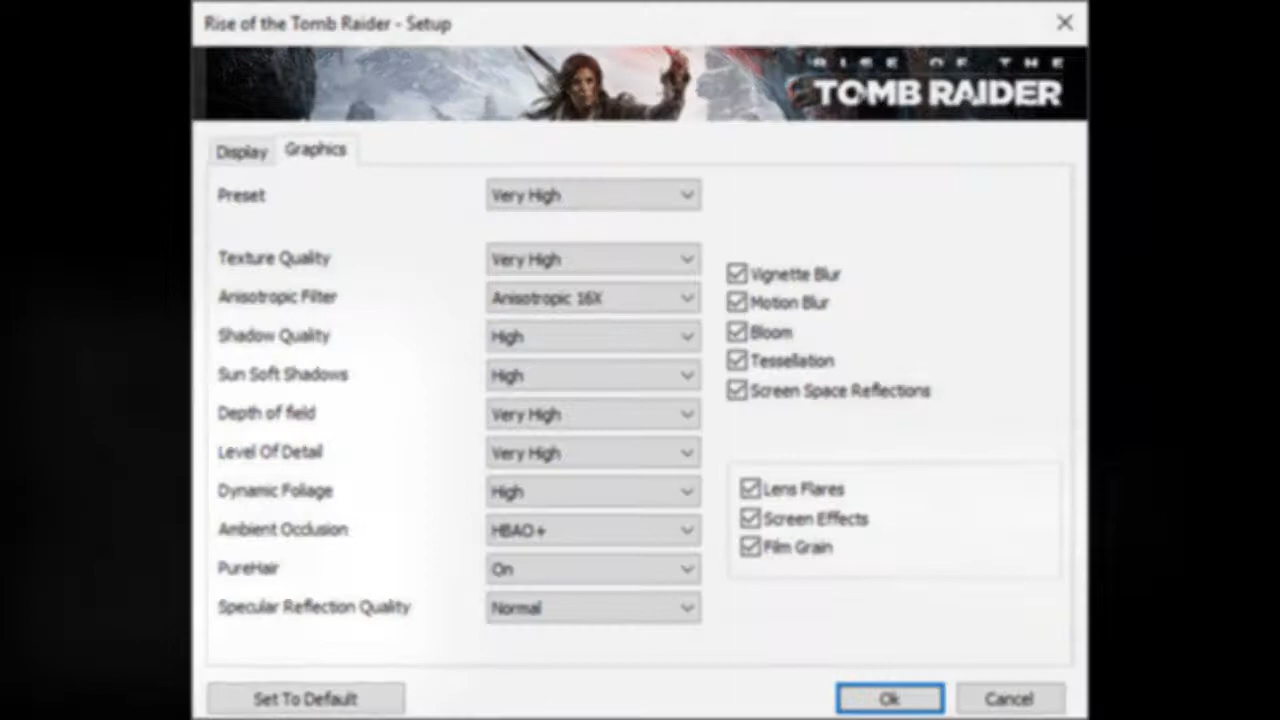 Rise of the Tomb Raider - Setup
RISE OF THE
TOMB RAIDER
Display Graphics
Preset Very High
Texture Quality Very High
Anisotropic Filter Anisotropic 16X
Shadow Quality High
Sun Soft Shadows High
Depth of field Very High
Level Of Detail Very High
Dynamic Foliage High
Ambient Occlusion HBAO+
PureHair On
Specular Reflection Quality Normal
Vignette Blur
Motion Blur
Bloom
Tessellation
Screen Space Reflections
Lens Flares
Screen Effects
Film Grain
Set To Default Ok Cancel